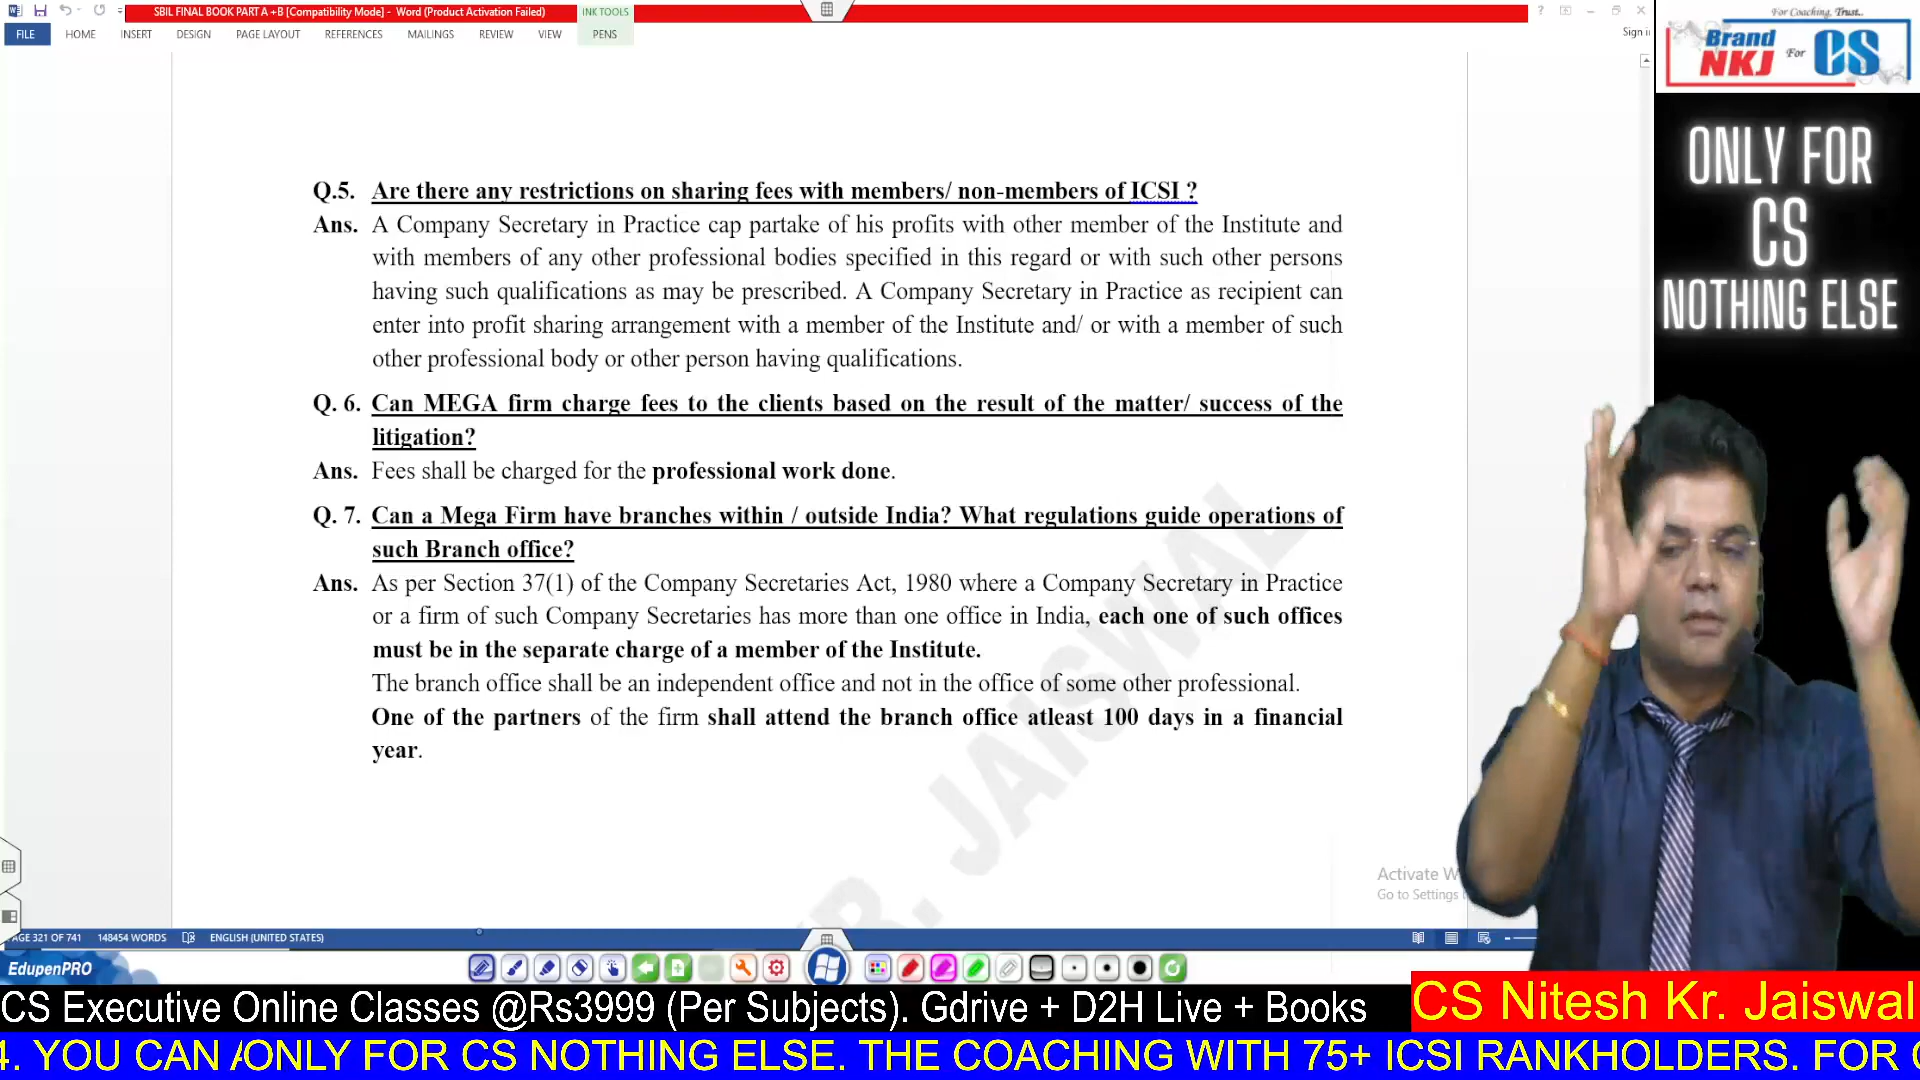 SBIL FINAL BOOK PART A +B [Compatibility Mode] - Word (Product Activation Failed)
INK TOOLS
FILE HOME INSERT DESIGN PAGE LAYOUT REFERENCES MAILINGS REVIEW VIEW PENS
Sign i
For Coaching, Trust..
Brand NKJ For CS
ONLY FOR
CS
NOTHING ELSE
Q.5. Are there any restrictions on sharing fees with members/ non-members of ICSI ?
Ans. A Company Secretary in Practice cap partake of his profits with other member of the Institute and
with members of any other professional bodies specified in this regard or with such other persons
having such qualifications as may be prescribed. A Company Secretary in Practice as recipient can
enter into profit sharing arrangement with a member of the Institute and/ or with a member of such
other professional body or other person having qualifications.
Q. 6. Can MEGA firm charge fees to the clients based on the result of the matter/ success of the
litigation?
Ans. Fees shall be charged for the professional work done.
Q. 7. Can a Mega Firm have branches within / outside India? What regulations guide operations of
such Branch office?
Ans. As per Section 37(1) of the Company Secretaries Act, 1980 where a Company Secretary in Practice
or a firm of such Company Secretaries has more than one office in India, each one of such offices
must be in the separate charge of a member of the Institute.
The branch office shall be an independent office and not in the office of some other professional.
One of the partners of the firm shall attend the branch office atleast 100 days in a financial
year.
R. JAISWAL
Activate W
Go to Settings
AGE 321 OF 741 148454 WORDS ENGLISH (UNITED STATES)
EdupenPRO
CS Executive Online Classes @Rs3999 (Per Subjects). Gdrive + D2H Live + Books
CS Nitesh Kr. Jaiswal
4. YOU CAN A
ONLY FOR CS NOTHING ELSE. THE COACHING WITH 75+ ICSI RANKHOLDERS. FOR